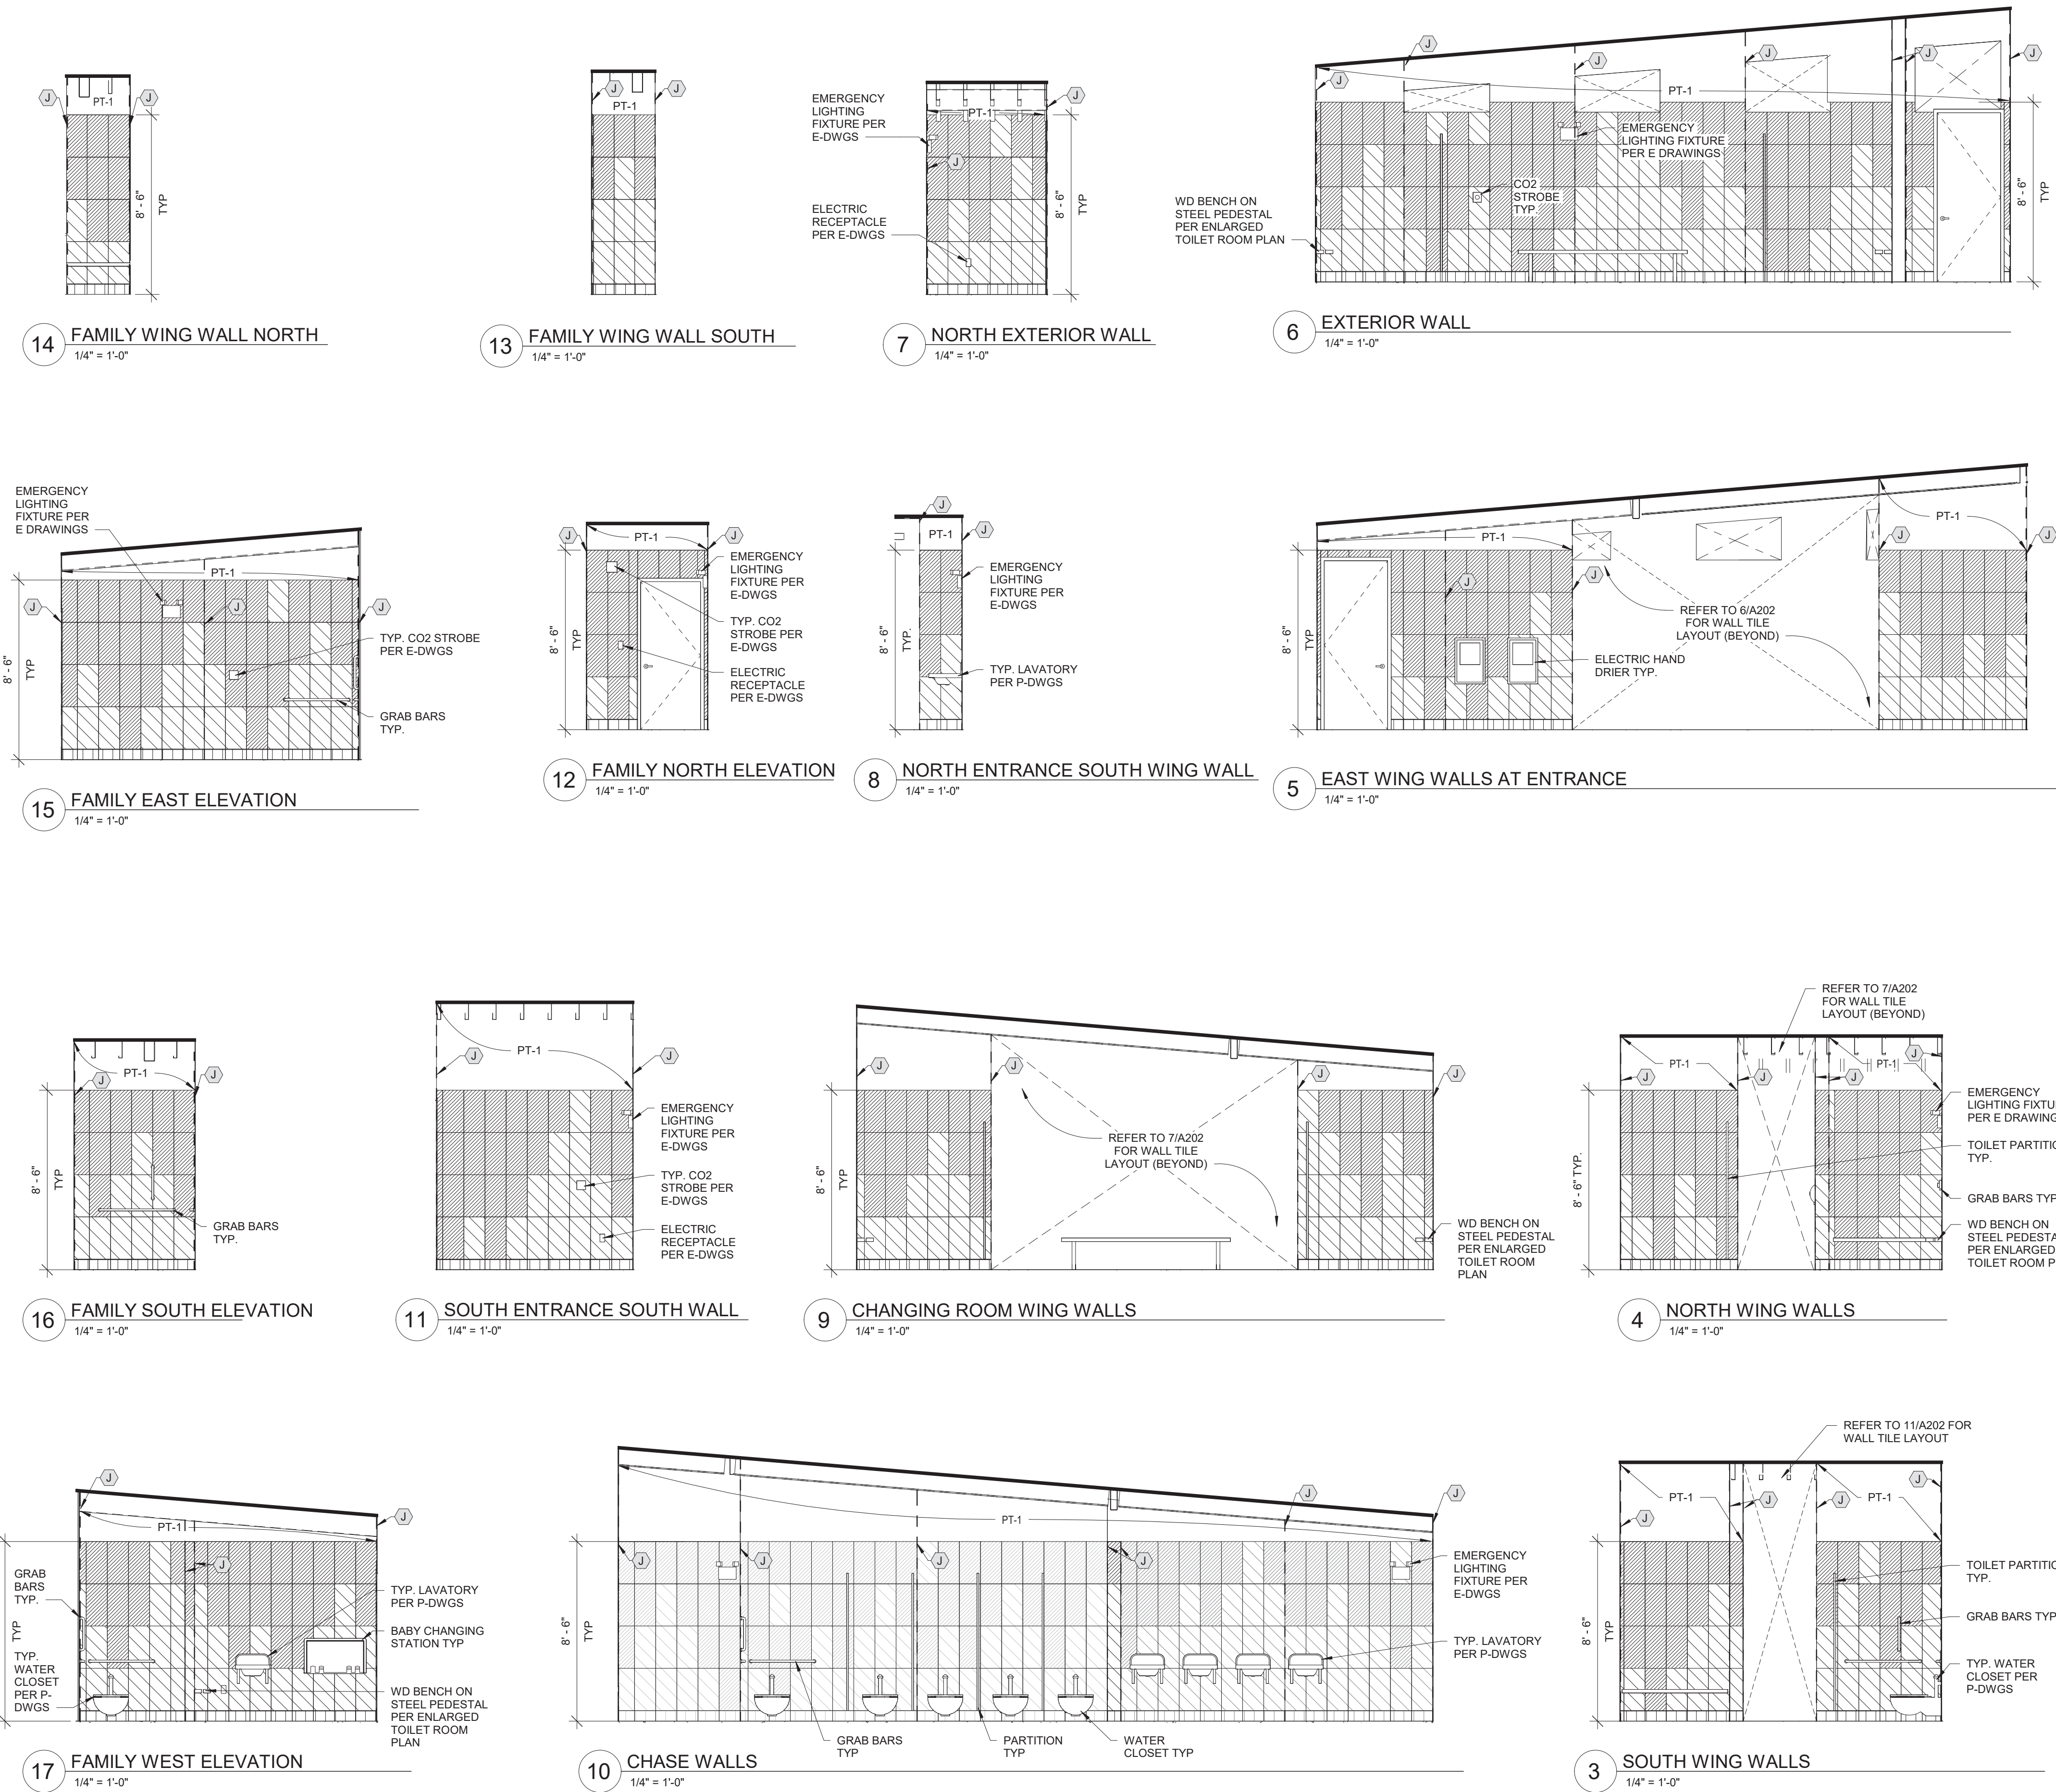 J
J
PT-1
8' - 6"
TYP
14
FAMILY WING WALL NORTH
1/4" = 1'-0"
J
J
PT-1
13
FAMILY WING WALL SOUTH
1/4" = 1'-0"
EMERGENCY
LIGHTING
FIXTURE PER
E-DWGS
J
PT-1
J
ELECTRIC
RECEPTACLE
PER E-DWGS
8' - 6"
TYP
7
NORTH EXTERIOR WALL
1/4" = 1'-0"
J
J
J
J
J
J
PT-1
EMERGENCY
LIGHTING FIXTURE
PER E DRAWINGS
CO2
STROBE
TYP.
WD BENCH ON
STEEL PEDESTAL
PER ENLARGED
TOILET ROOM PLAN
8' - 6"
TYP
6
EXTERIOR WALL
1/4" = 1'-0"
EMERGENCY
LIGHTING
FIXTURE PER
E DRAWINGS
PT-1
J
J
J
TYP. CO2 STROBE
PER E-DWGS
GRAB BARS
TYP.
8' - 6"
TYP
15
FAMILY EAST ELEVATION
1/4" = 1'-0"
J
J
PT-1
EMERGENCY
LIGHTING
FIXTURE PER
E-DWGS
TYP. CO2
STROBE PER
E-DWGS
ELECTRIC
RECEPTACLE
PER E-DWGS
8' - 6"
TYP
12
FAMILY NORTH ELEVATION
1/4" = 1'-0"
J
J
PT-1
EMERGENCY
LIGHTING
FIXTURE PER
E-DWGS
TYP. LAVATORY
PER P-DWGS
8' - 6"
TYP.
8
NORTH ENTRANCE SOUTH WING WALL
1/4" = 1'-0"
PT-1
PT-1
J
J
J
J
REFER TO 6/A202
FOR WALL TILE
LAYOUT (BEYOND)
ELECTRIC HAND
DRIER TYP.
8' - 6"
TYP
5
EAST WING WALLS AT ENTRANCE
1/4" = 1'-0"
PT-1
J
J
GRAB BARS
TYP.
8' - 6"
TYP
16
FAMILY SOUTH ELEVATION
1/4" = 1'-0"
PT-1
J
J
EMERGENCY
LIGHTING
FIXTURE PER
E-DWGS
TYP. CO2
STROBE PER
E-DWGS
ELECTRIC
RECEPTACLE
PER E-DWGS
11
SOUTH ENTRANCE SOUTH WALL
1/4" = 1'-0"
J
J
J
J
REFER TO 7/A202
FOR WALL TILE
LAYOUT (BEYOND)
WD BENCH ON
STEEL PEDESTAL
PER ENLARGED
TOILET ROOM
PLAN
8' - 6"
TYP
9
CHANGING ROOM WING WALLS
1/4" = 1'-0"
REFER TO 7/A202
FOR WALL TILE
LAYOUT (BEYOND)
PT-1
PT-1
J
J
J
J
EMERGENCY
LIGHTING
PER E
TOILET
TYP.
GRAB BARS
WD BENCH ON
STEEL
PER ENLARGED
TOILET ROOM
8' - 6" TYP.
4
NORTH WING WALLS
1/4" = 1'-0"
J
J
J
PT-1
GRAB
BARS
TYP.
TYP.
WATER
CLOSET
PER P-
DWGS
TYP
TYP. LAVATORY
PER P-DWGS
BABY CHANGING
STATION TYP
WD BENCH ON
STEEL PEDESTAL
PER ENLARGED
TOILET ROOM
PLAN
17
FAMILY WEST ELEVATION
1/4" = 1'-0"
PT-1
J
J
J
J
J
J
EMERGENCY
LIGHTING
FIXTURE PER
E-DWGS
TYP. LAVATORY
PER P-DWGS
GRAB BARS
TYP
PARTITION
TYP
WATER
CLOSET TYP
8' - 6"
TYP
10
CHASE WALLS
1/4" = 1'-0"
REFER TO 11/A202 FOR
WALL TILE LAYOUT
PT-1
PT-1
J
J
J
J
TOILET
TYP.
GRAB BARS
TYP. WATER
CLOSET PER
P-DWGS
8' - 6"
TYP
3
SOUTH WING WALLS
1/4" = 1'-0"